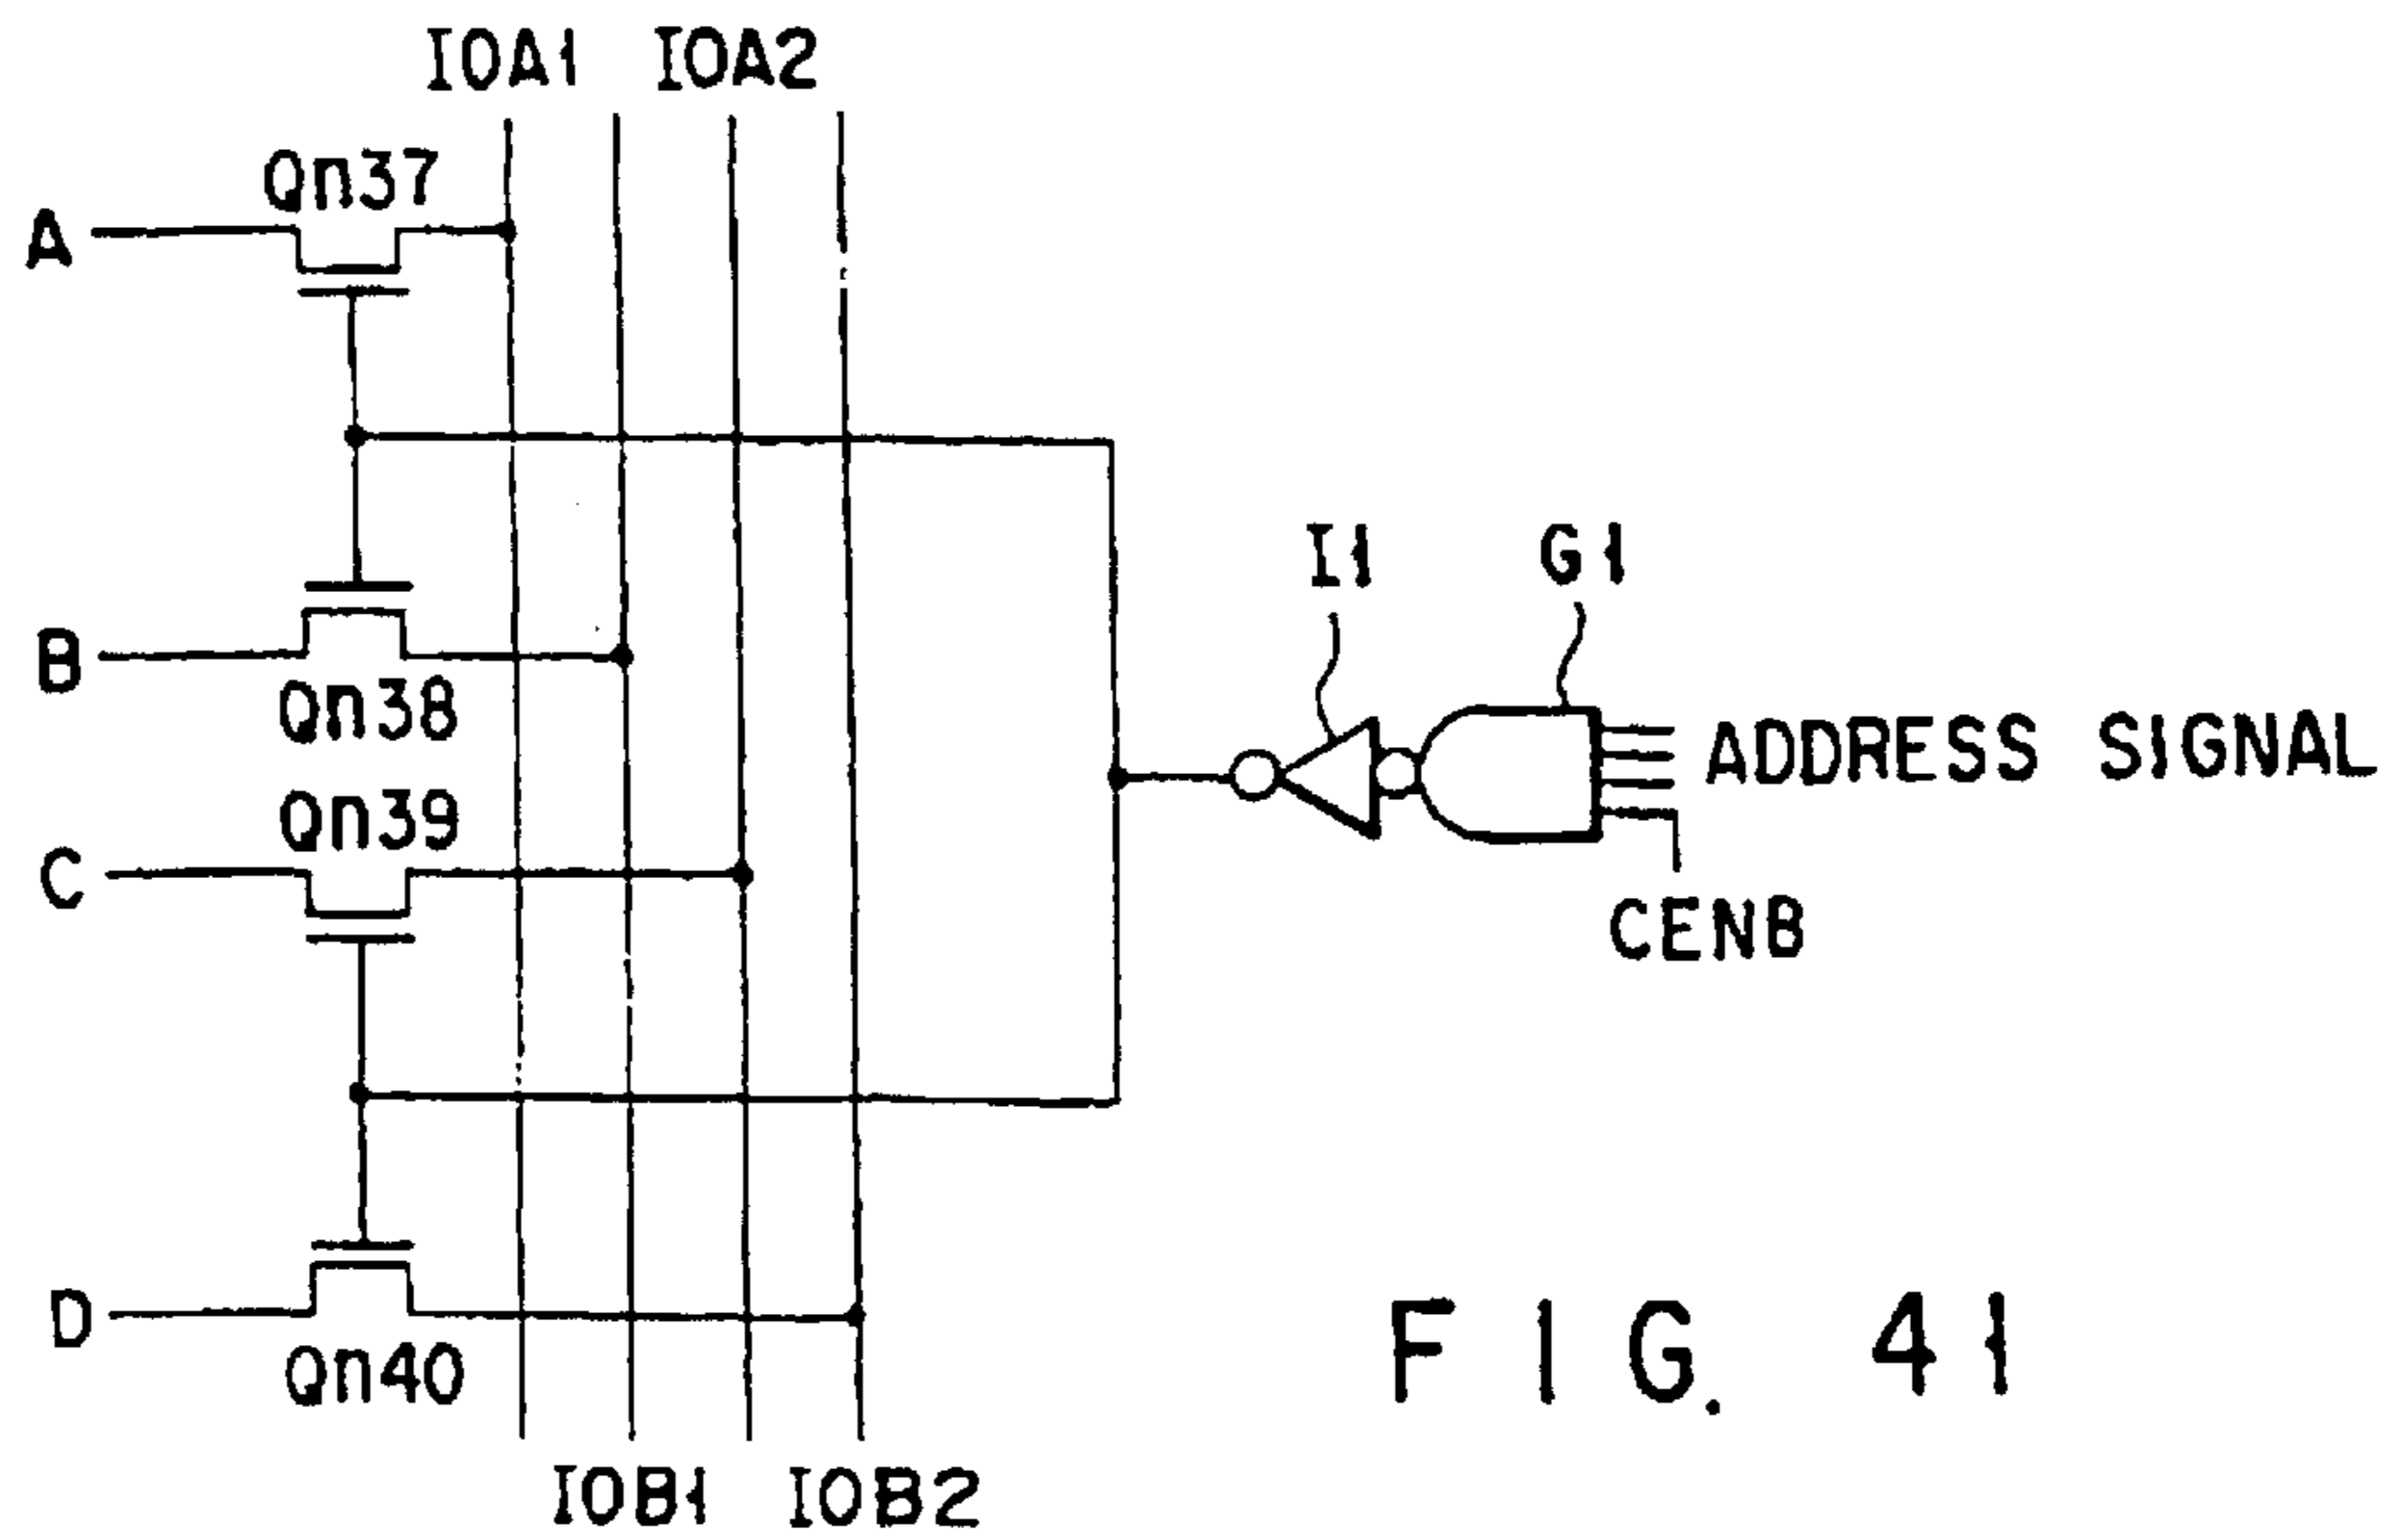 IOA1 IOA2
Qn37
A
I1 G1
B
Qn38
ADDRESS SIGNAL
Qn39
C
CENB
D
Qn40
FIG. 41
IOB1 IOB2